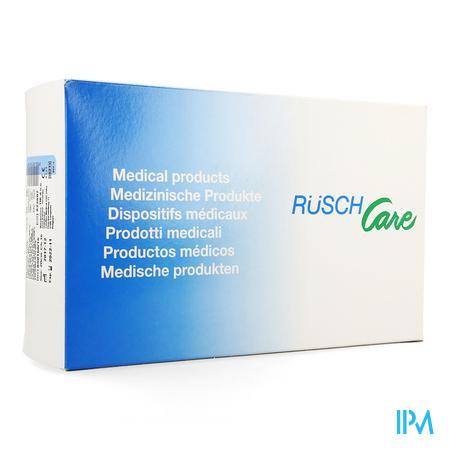 Medical products
Medizinische Produkte
Dispositifs médicaux
Prodotti medicali
Productos médicos
Medische produkten
RÜSCH Care
IPM